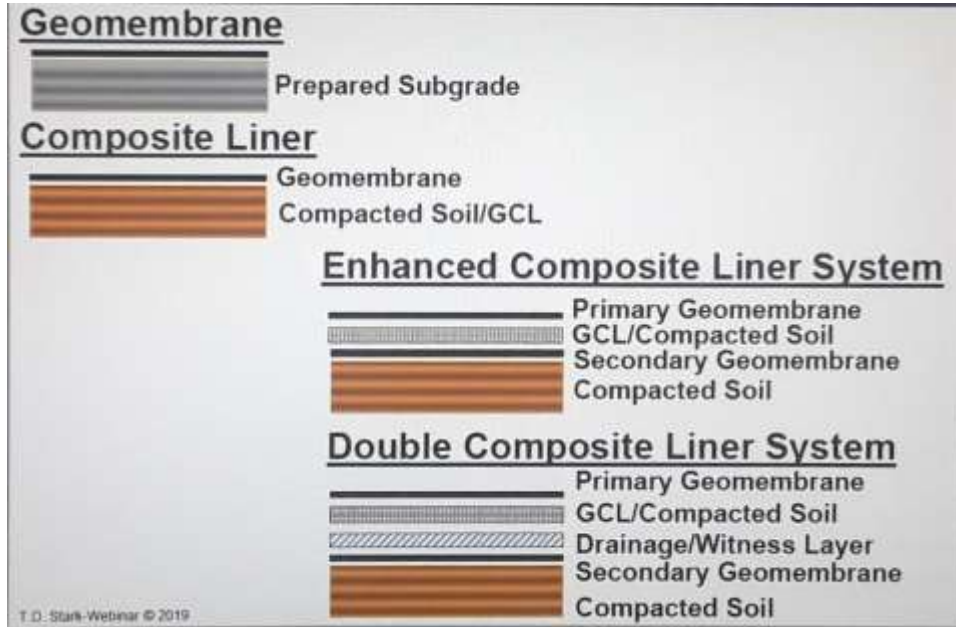 Geomembrane
Prepared Subgrade
Composite Liner
Geomembrane
Compacted Soil/GCL
Enhanced Composite Liner System
Primary Geomembrane
GCL/Compacted Soil
Secondary Geomembrane
Compacted Soil
Double Composite Liner System
Primary Geomembrane
GCL/Compacted Soil
Drainage/Witness Layer
Secondary Geomembrane
Compacted Soil
T.D. Stark-Webinar © 2019